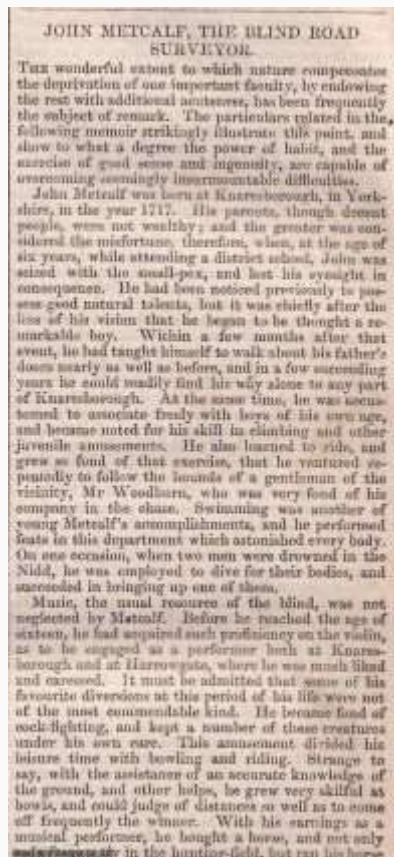 JOHN METCALF, THE BLIND ROAD
SURVEYOR.
THE wonderful extent to which nature compensates
the deprivation of one important faculty, by endowing
the rest with additional acuteness, has been frequently
the subject of remark. The particulars related in the
following memoir strikingly illustrate this point, and
show to what a degree the power of habit, and the
exercise of good sense and ingenuity, are capable of
overcoming seemingly insurmountable difficulties.
John Metcalf was born at Knaresborough, in York-
shire, in the year 1717. His parents, though decent
people, were not wealthy; and the greater was con-
sidered the misfortune, therefore, when, at the age of
six years, while attending a district school, John was
seized with the small-pox, and lost his eyesight in
consequence. He had been noticed previously to pos-
sess good natural talents, but it was chiefly after the
loss of his vision that he began to be thought a re-
markable boy. Within a few months after that
event, he had taught himself to walk about his father's
doors nearly as well as before, and in a few succeeding
years he could readily find his way alone to any part
of Knaresborough. At the same time, he was accus-
tomed to associate freely with boys of his own age,
and became noted for his skill in climbing and other
juvenile amusements. He also learned to ride, and
grew so fond of that exercise, that he ventured re-
peatedly to follow the hounds of a gentleman of the
vicinity, Mr Woodburn, who was very fond of his
company in the chase. Swimming was another of
young Metcalf's accomplishments, and he performed
feats in this department which astonished every body.
On one occasion, when two men were drowned in the
Nidd, he was employed to dive for their bodies, and
succeeded in bringing up one of them.
Music, the usual resource of the blind, was not
neglected by Metcalf. Before he reached the age of
sixteen, he had acquired such proficiency on the violin,
as to be engaged as a performer both at Knares-
borough and at Harrowgate, where he was much liked
and caressed. It must be admitted that some of his
favourite diversions at this period of his life were not
of the most commendable kind. He became fond of
cock-fighting, and kept a number of these creatures
under his own care. This amusement divided his
leisure time with bowling and riding. Strange to
say, with the assistance of an accurate knowledge of
the ground, and other helps, he grew very skilful at
bowls, and could judge of distances so well as to come
off frequently the winner. With his earnings as a
musical performer, he bought a horse, and not only
in the hunting-field, but ran his horse